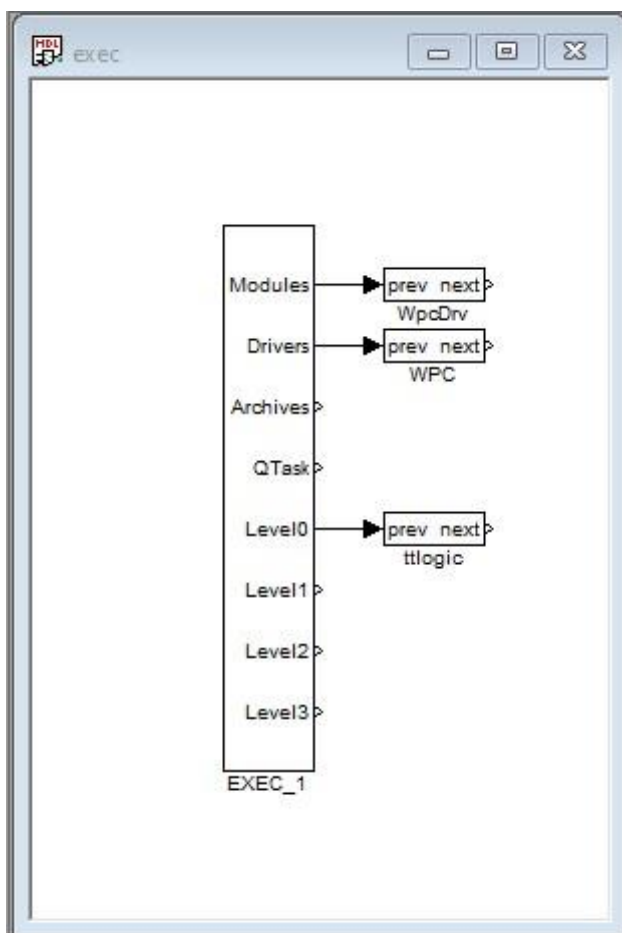 MDL
exec
Modules
prev next
WpcDrv
Drivers
prev next
WPC
Archives
QTask
Level0
prev next
ttlogic
Level1
Level2
Level3
EXEC_1